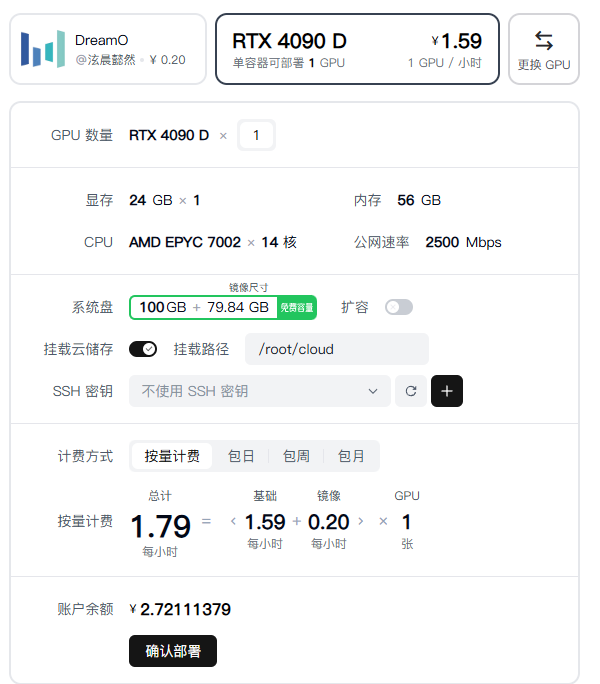 DreamO
@泫晨懿然 · ¥ 0.20
RTX 4090 D
¥1.59
单容器可部署 1 GPU
1 GPU / 小时
更换 GPU
GPU 数量 RTX 4090 D × 1
显存 24 GB × 1 内存 56 GB
CPU AMD EPYC 7002 × 14 核 公网速率 2500 Mbps
镜像尺寸
系统盘 100GB + 79.84 GB 免费容量 扩容
挂载云储存 挂载路径 /root/cloud
SSH 密钥 不使用 SSH 密钥
计费方式 按量计费 包日 包周 包月
总计 基础 镜像 GPU
按量计费 1.79 = ‹ 1.59 + 0.20 › × 1
每小时 每小时 每小时 张
账户余额 ¥ 2.72111379
确认部署